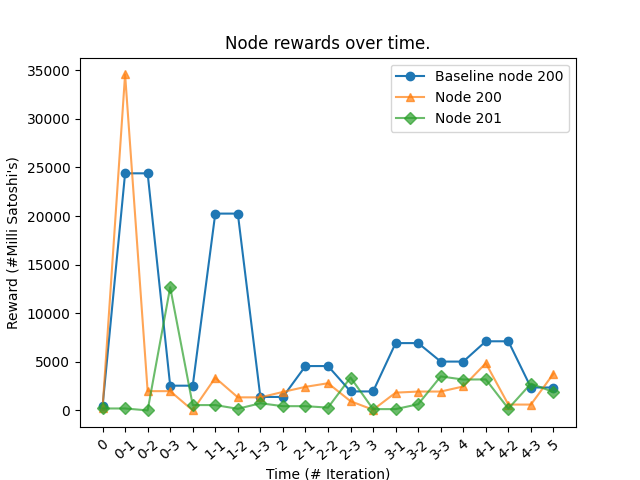 Node rewards over time.
Baseline node 200
Node 200
Node 201
Reward (#Milli Satoshi's)
35000
30000
25000
20000
15000
10000
5000
0
0 0-1 0-2 0-3 1 1-1 1-2 1-3 2 2-1 2-2 2-3 3 3-1 3-2 3-3 4 4-1 4-2 4-3 5
Time (# Iteration)